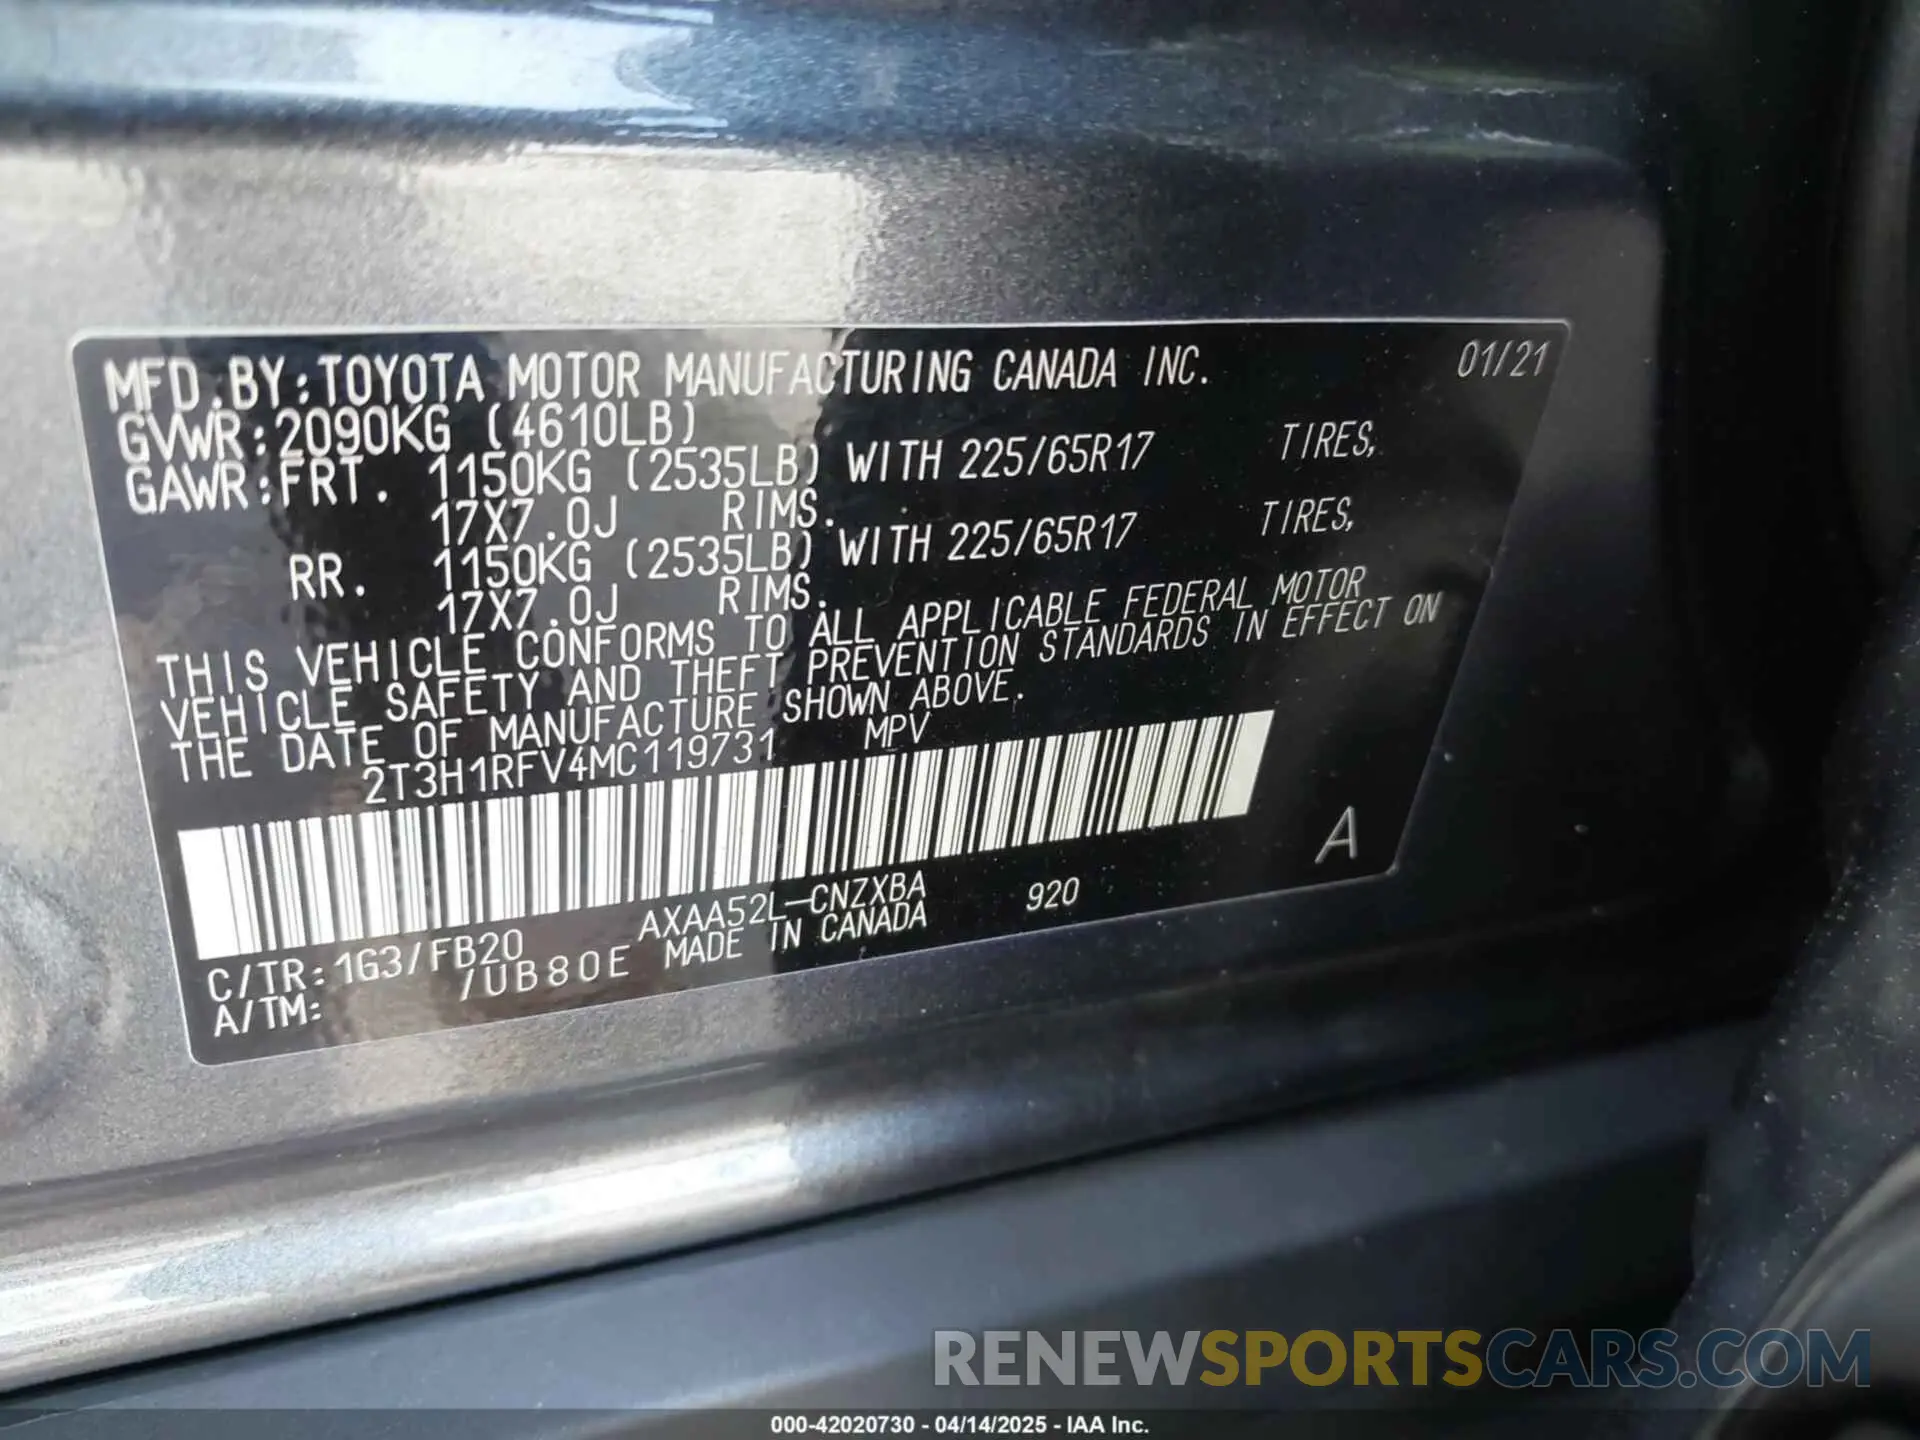 MFD.BY:TOYOTA MOTOR MANUFACTURING CANADA INC. 01/21
GVWR:2090KG (4610LB)
GAWR:FRT. 1150KG (2535LB) WITH 225/65R17 TIRES,
17X7.0J RIMS.
RR. 1150KG (2535LB) WITH 225/65R17 TIRES,
17X7.0J RIMS.
THIS VEHICLE CONFORMS TO ALL APPLICABLE FEDERAL MOTOR
VEHICLE SAFETY AND THEFT PREVENTION STANDARDS IN EFFECT ON
THE DATE OF MANUFACTURE SHOWN ABOVE.
2T3H1RFV4MC119731 MPV
A
C/TR:1G3/FB20 AXAA52L-CNZXBA 920
A/TM: /UB80E MADE IN CANADA
RENEWSPORTSCARS.COM
000-42020730 - 04/14/2025 - IAA Inc.